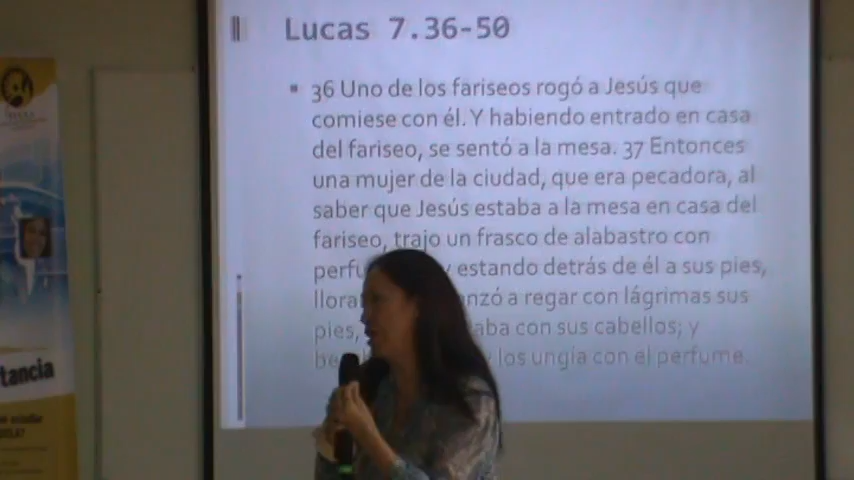 Lucas 7.36-50
36 Uno de los fariseos rogó a Jesús que
comiese con él. Y habiendo entrado en casa
del fariseo, se sentó a la mesa. 37 Entonces
una mujer de la ciudad, que era pecadora, al
saber que Jesús estaba a la mesa en casa del
fariseo, trajo un frasco de alabastro con
perfu y estando detrás de él a sus pies,
llora nzó a regar con lágrimas sus
pies, aba con sus cabellos; y
be los ungía con el perfume.
tancia